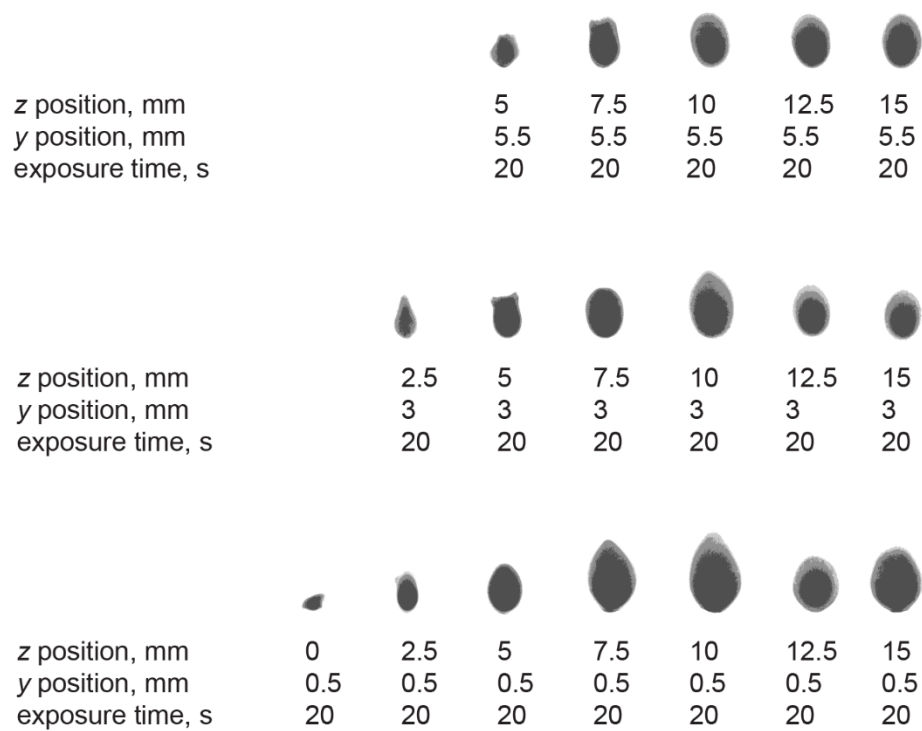 z position, mm 5 7.5 10 12.5 15
y position, mm 5.5 5.5 5.5 5.5 5.5
exposure time, s 20 20 20 20 20
z position, mm 2.5 5 7.5 10 12.5 15
y position, mm 3 3 3 3 3 3
exposure time, s 20 20 20 20 20 20
z position, mm 0 2.5 5 7.5 10 12.5 15
y position, mm 0.5 0.5 0.5 0.5 0.5 0.5 0.5
exposure time, s 20 20 20 20 20 20 20